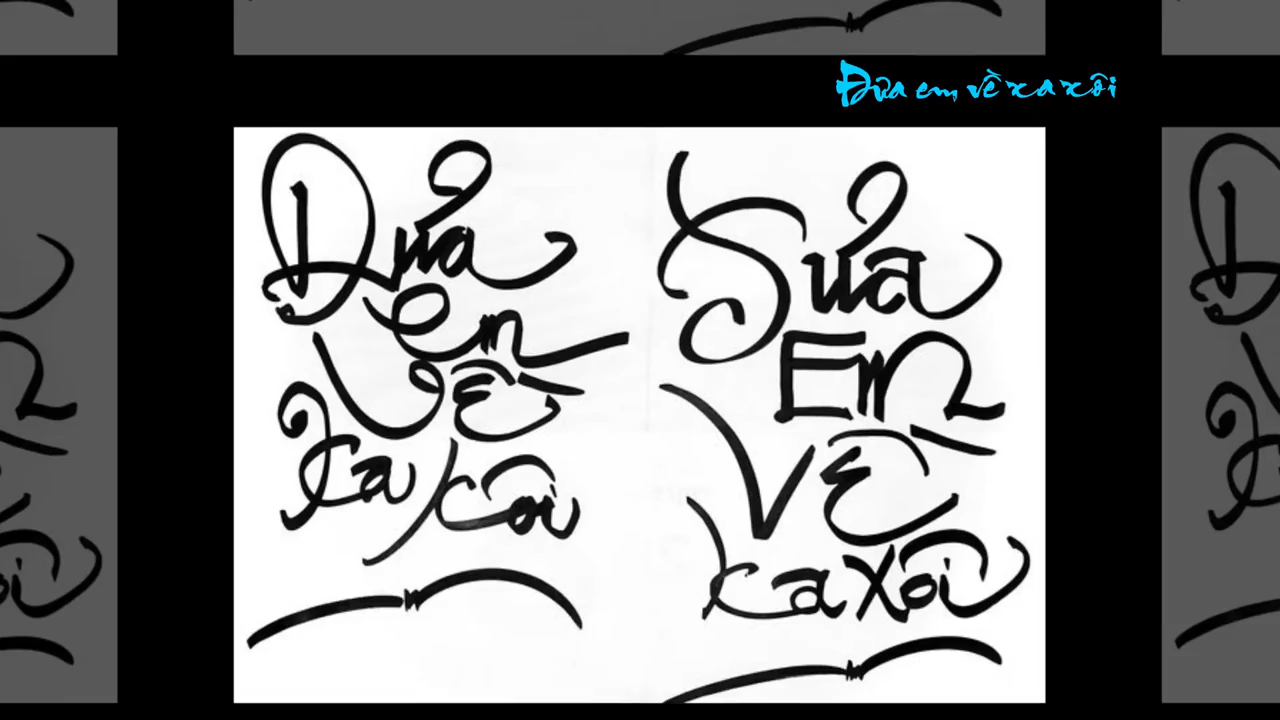 Đưa em về xa xôi
Đưa
em
Về
xa xôi
Đưa
Em
Về
xa Xôi